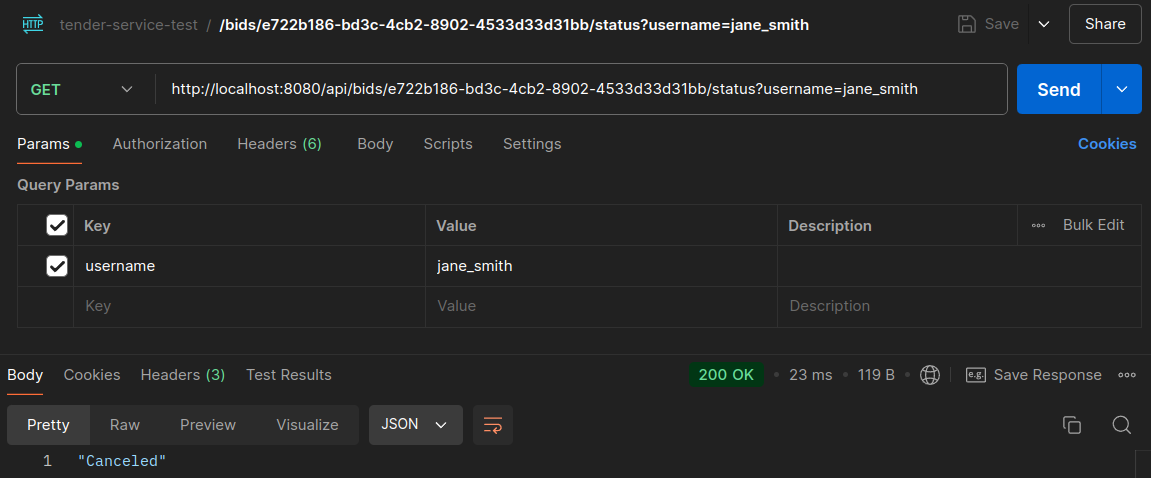 HTTP tender-service-test / /bids/e722b186-bd3c-4cb2-8902-4533d33d31bb/status?username=jane_smith Save Share
GET http://localhost:8080/api/bids/e722b186-bd3c-4cb2-8902-4533d33d31bb/status?username=jane_smith Send
Params Authorization Headers (6) Body Scripts Settings Cookies
Query Params
Key Value Description Bulk Edit
username jane_smith
Key Value Description
Body Cookies Headers (3) Test Results 200 OK 23 ms 119 B e.g. Save Response
Pretty Raw Preview Visualize JSON
1 "Canceled"